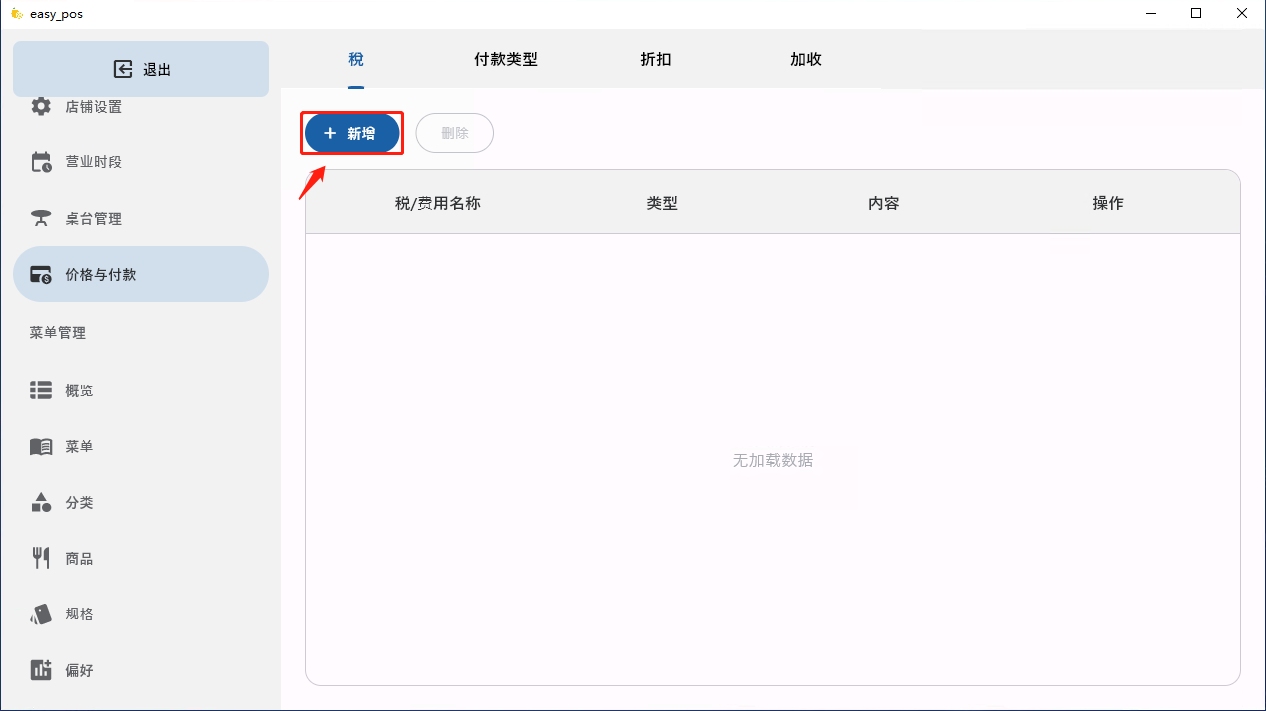 easy_pos
退出
店铺设置
营业时段
桌台管理
价格与付款
菜单管理
概览
菜单
分类
商品
规格
偏好
税 付款类型 折扣 加收
+ 新增 删除
税/费用名称 类型 内容 操作
无加载数据